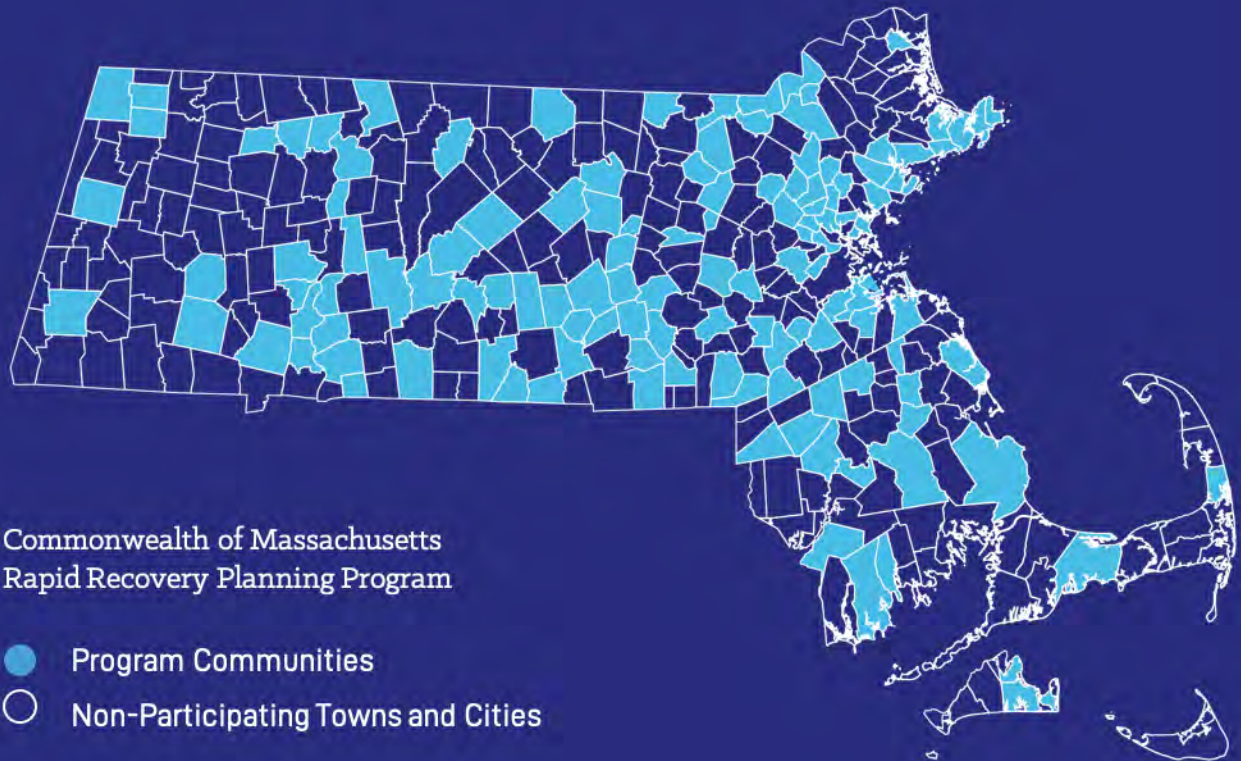 Commonwealth of Massachusetts
Rapid Recovery Planning Program
Program Communities
Non-Participating Towns and Cities